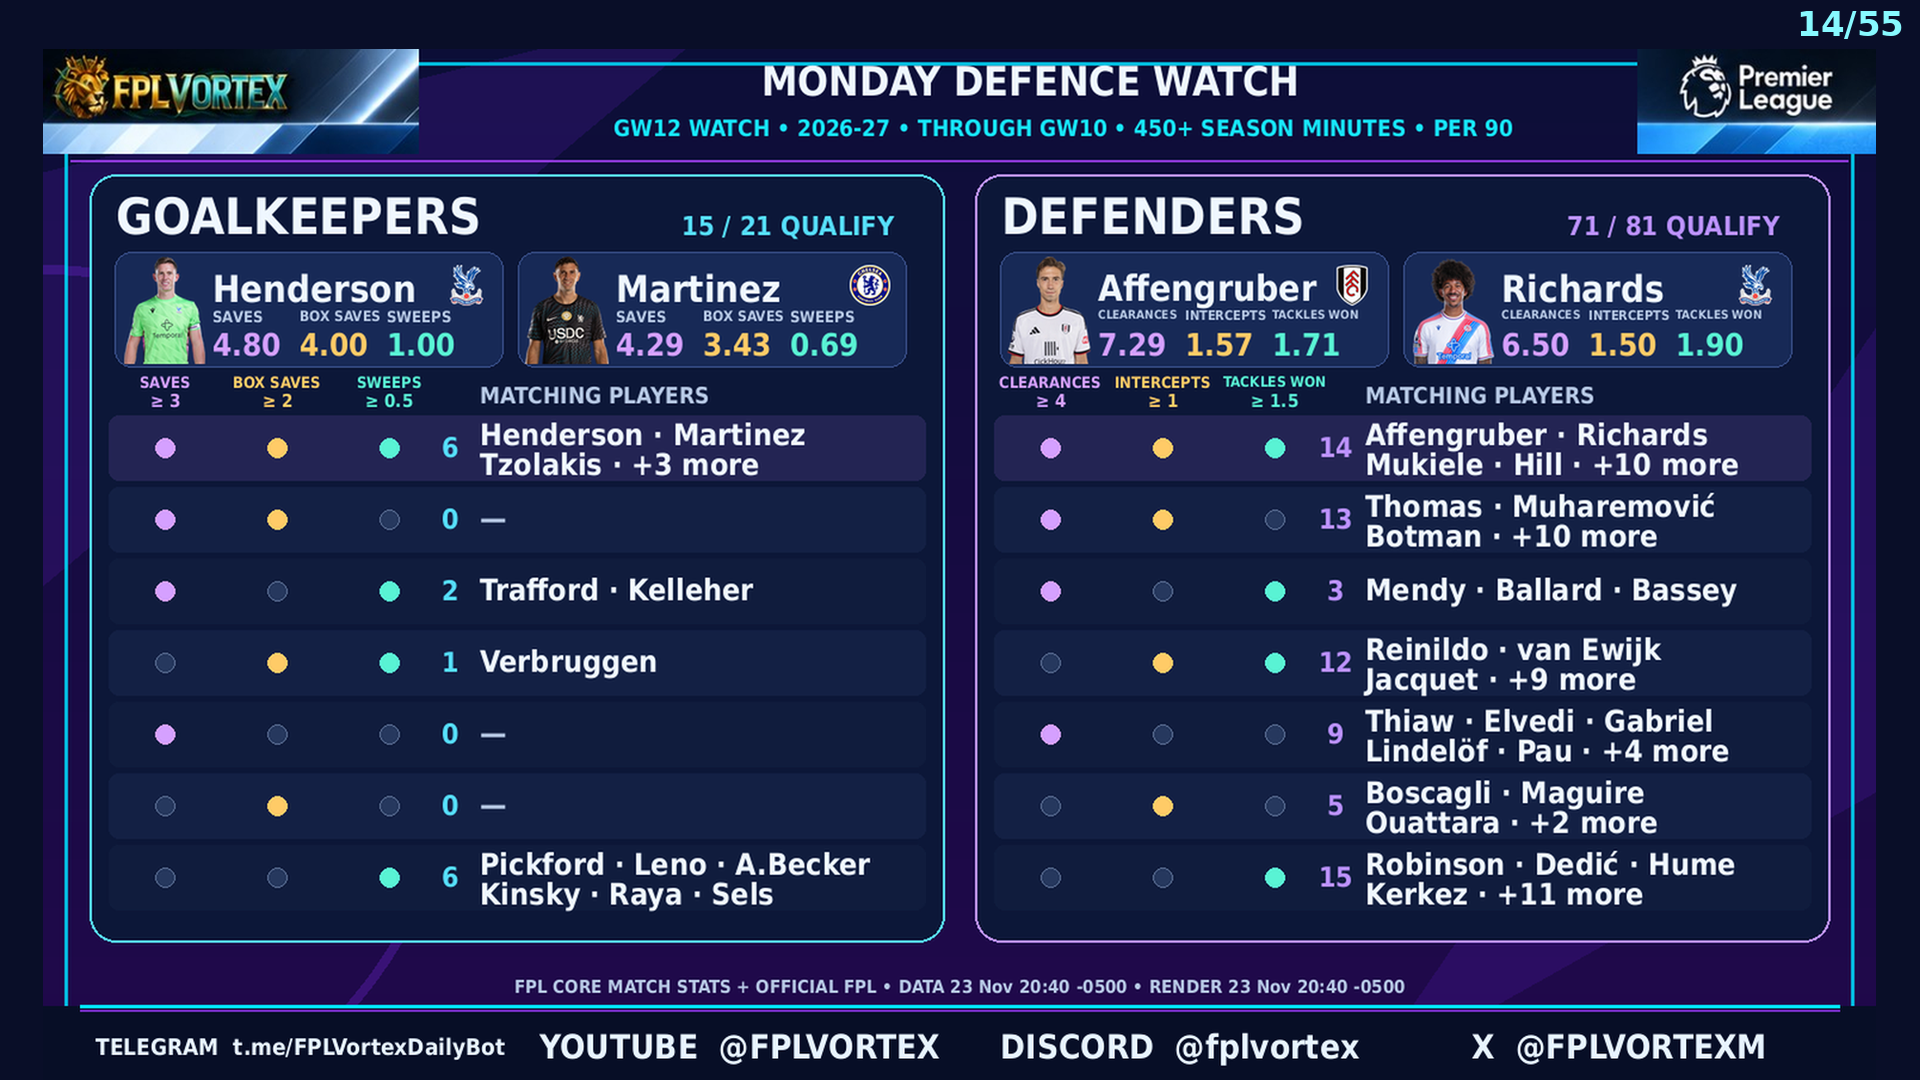 14/55
FPLVORTEX
MONDAY DEFENCE WATCH
GW12 WATCH • 2026-27 • THROUGH GW10 • 450+ SEASON MINUTES • PER 90
Premier League
GOALKEEPERS
15 / 21 QUALIFY
Henderson
SAVES BOX SAVES SWEEPS
4.80 4.00 1.00
Martinez
SAVES BOX SAVES SWEEPS
4.29 3.43 0.69
SAVES ≥ 3
BOX SAVES ≥ 2
SWEEPS ≥ 0.5
MATCHING PLAYERS
6 Henderson · Martinez
Tzolakis · +3 more
0 —
2 Trafford · Kelleher
1 Verbruggen
0 —
0 —
6 Pickford · Leno · A.Becker
Kinsky · Raya · Sels
DEFENDERS
71 / 81 QUALIFY
Affengruber
CLEARANCES INTERCEPTS TACKLES WON
7.29 1.57 1.71
Richards
CLEARANCES INTERCEPTS TACKLES WON
6.50 1.50 1.90
CLEARANCES ≥ 4
INTERCEPTS ≥ 1
TACKLES WON ≥ 1.5
MATCHING PLAYERS
14 Affengruber · Richards
Mukiele · Hill · +10 more
13 Thomas · Muharemović
Botman · +10 more
3 Mendy · Ballard · Bassey
12 Reinildo · van Ewijk
Jacquet · +9 more
9 Thiaw · Elvedi · Gabriel
Lindelöf · Pau · +4 more
5 Boscagli · Maguire
Ouattara · +2 more
15 Robinson · Dedić · Hume
Kerkez · +11 more
FPL CORE MATCH STATS + OFFICIAL FPL • DATA 23 Nov 20:40 -0500 • RENDER 23 Nov 20:40 -0500
TELEGRAM t.me/FPLVortexDailyBot
YOUTUBE @FPLVORTEX
DISCORD @fplvortex
X @FPLVORTEXM